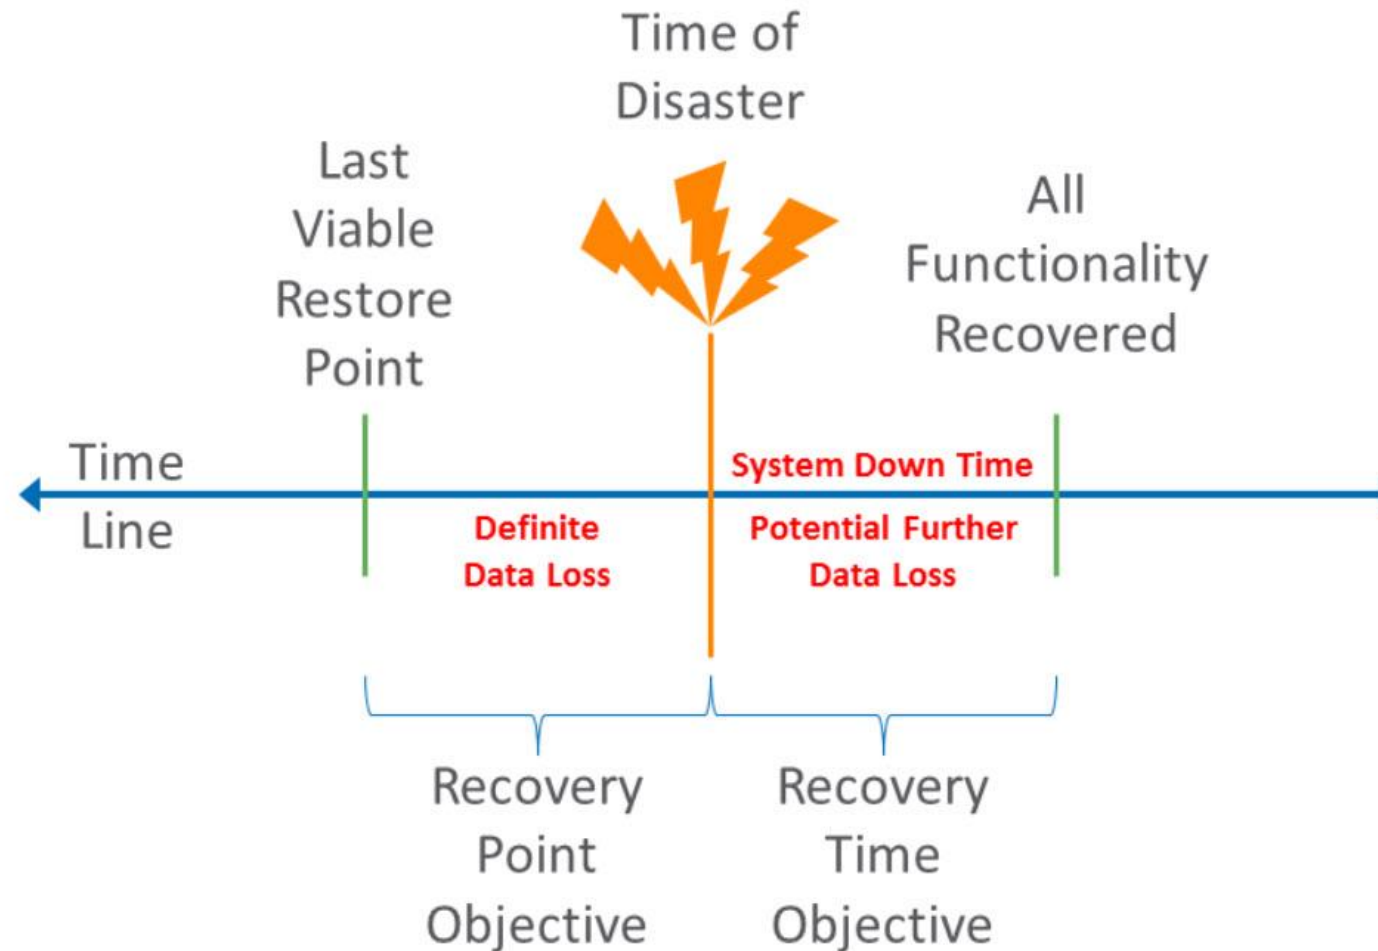 Time of
Disaster
Last
Viable
Restore
Point
All
Functionality
Recovered
Time
Line
System Down Time
Definite
Data Loss
Potential Further
Data Loss
Recovery
Point
Objective
Recovery
Time
Objective